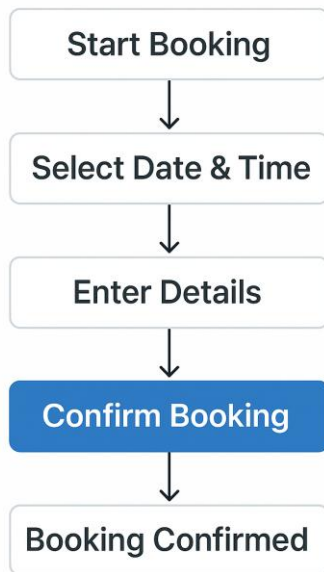 Start Booking
Select Date & Time
Enter Details
Confirm Booking
Booking Confirmed